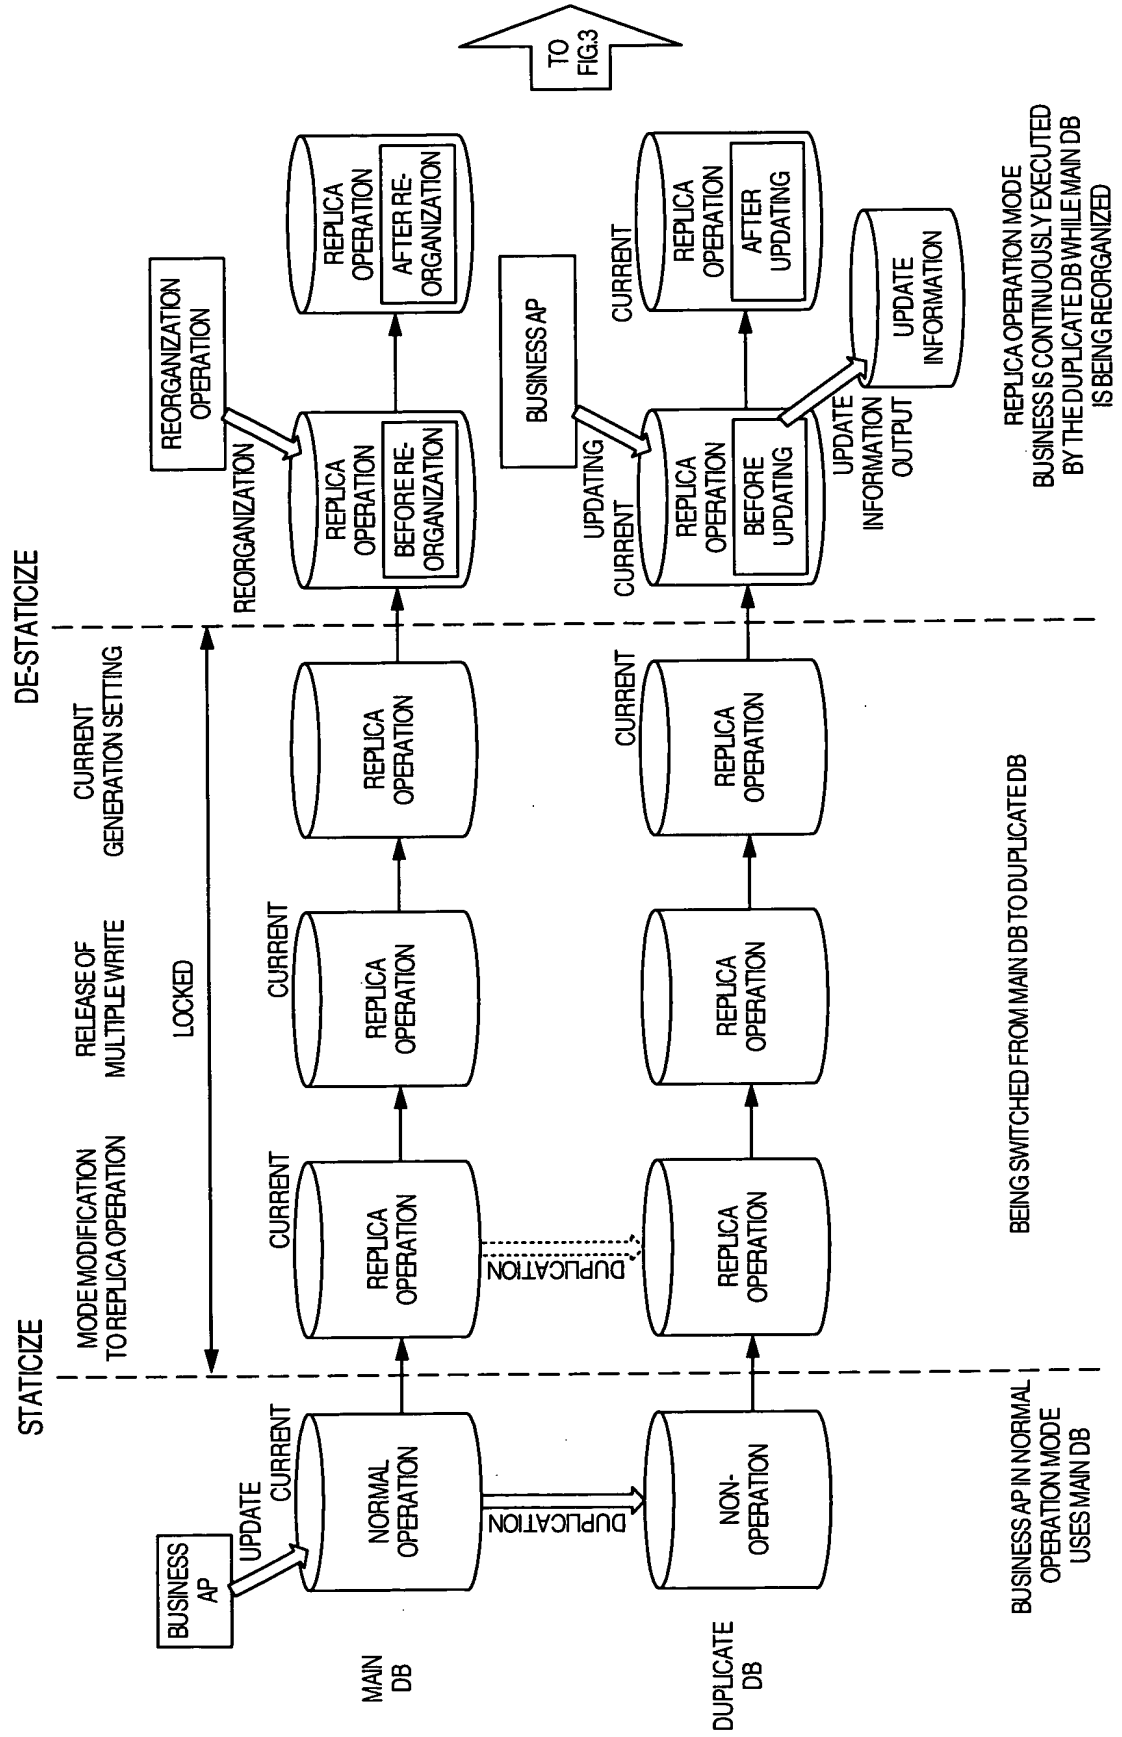 STATICIZE
DE-STATICIZE
MODE MODIFICATION
TO REPLICA OPERATION
RELEASE OF
MULTIPLE WRITE
CURRENT
GENERATION SETTING
LOCKED
BUSINESS
AP
UPDATE
CURRENT
CURRENT
CURRENT
REORGANIZATION
OPERATION
REORGANIZATION
MAIN
DB
NORMAL
OPERATION
REPLICA
OPERATION
REPLICA
OPERATION
REPLICA
OPERATION
REPLICA
OPERATION
BEFORE RE-
ORGANIZATION
REPLICA
OPERATION
AFTER RE-
ORGANIZATION
DUPLICATION
DUPLICATION
BUSINESS AP
UPDATING
CURRENT
CURRENT
CURRENT
TO
FIG.3
DUPLICATE
DB
NON-
OPERATION
REPLICA
OPERATION
REPLICA
OPERATION
REPLICA
OPERATION
REPLICA
OPERATION
BEFORE
UPDATING
REPLICA
OPERATION
AFTER
UPDATING
UPDATE
INFORMATION
OUTPUT
UPDATE
INFORMATION
BUSINESS AP IN NORMAL
OPERATION MODE
USES MAIN DB
BEING SWITCHED FROM MAIN DB TO DUPLICATE DB
REPLICA OPERATION MODE
BUSINESS IS CONTINUOUSLY EXECUTED
BY THE DUPLICATE DB WHILE MAIN DB
IS BEING REORGANIZED